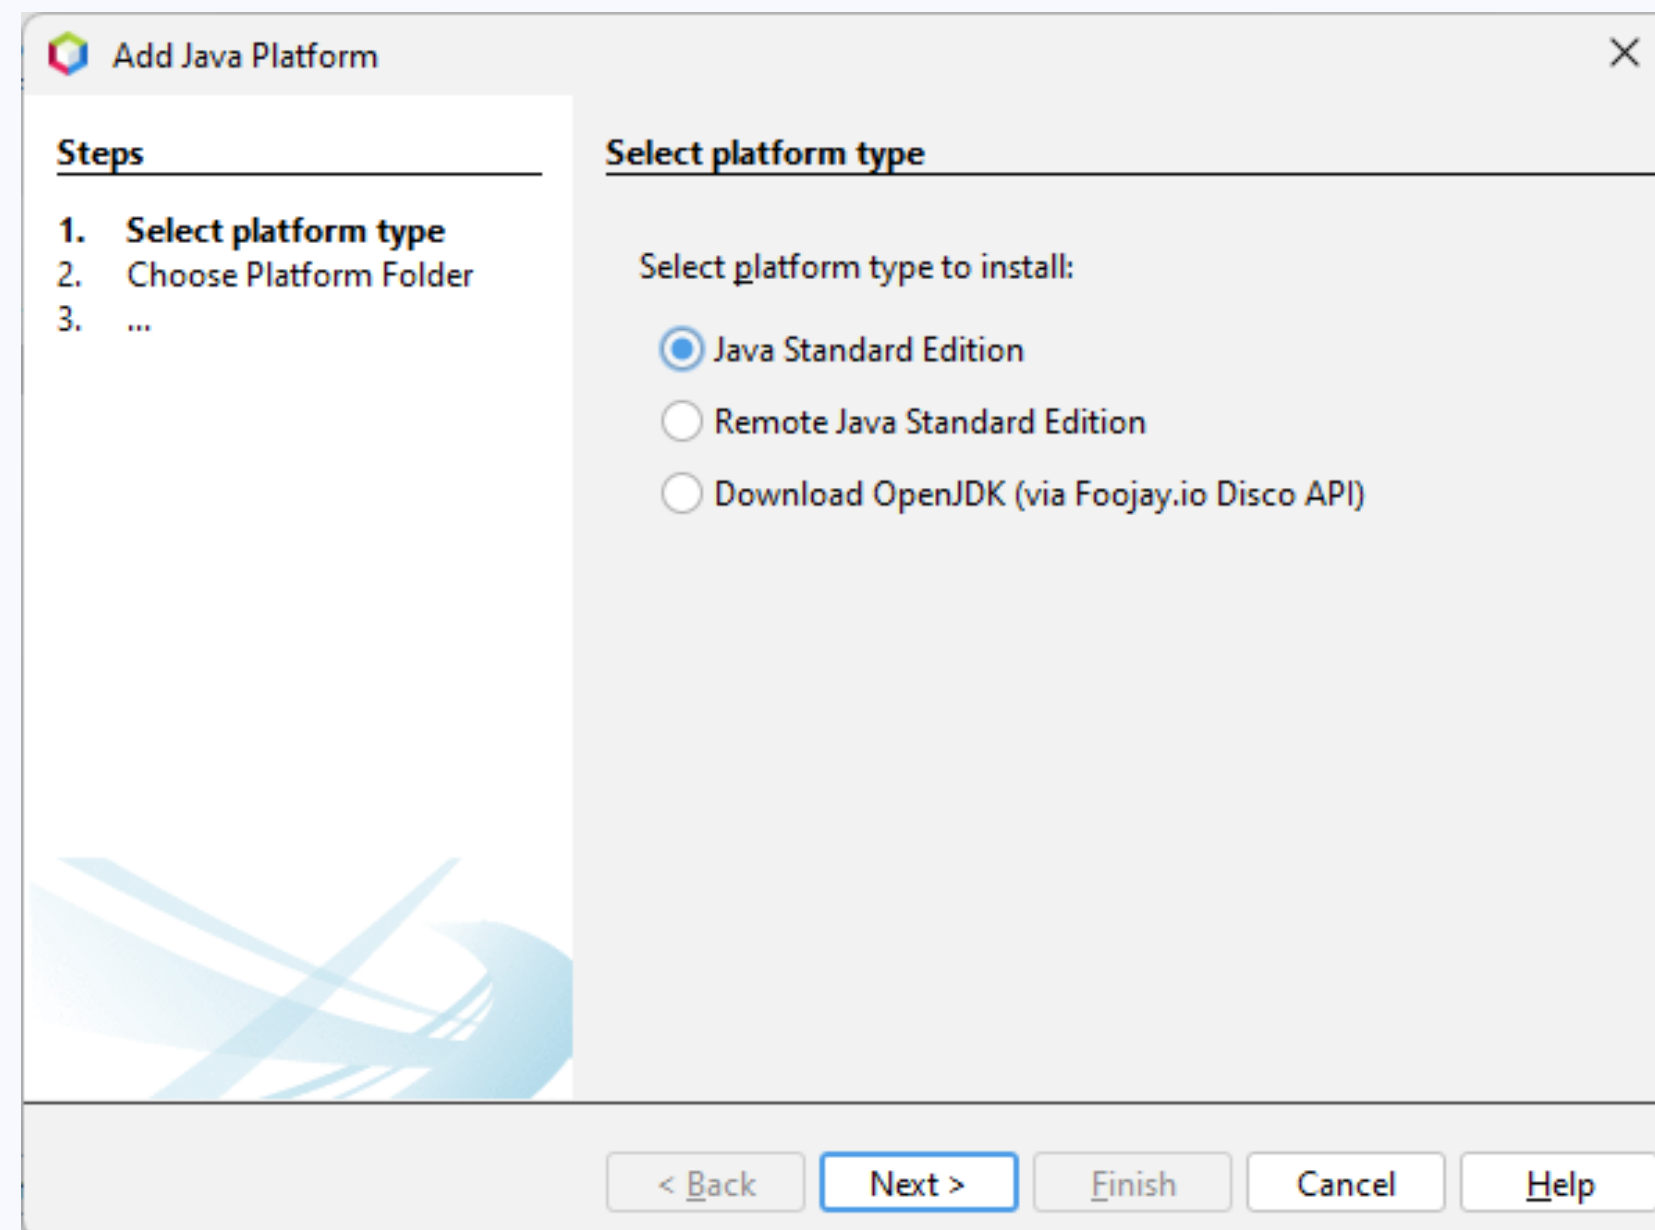 Add Java Platform
Steps
1. Select platform type
2. Choose Platform Folder
3. ...
Select platform type
Select platform type to install:
Java Standard Edition
Remote Java Standard Edition
Download OpenJDK (via Foojay.io Disco API)
< Back Next > Finish Cancel Help